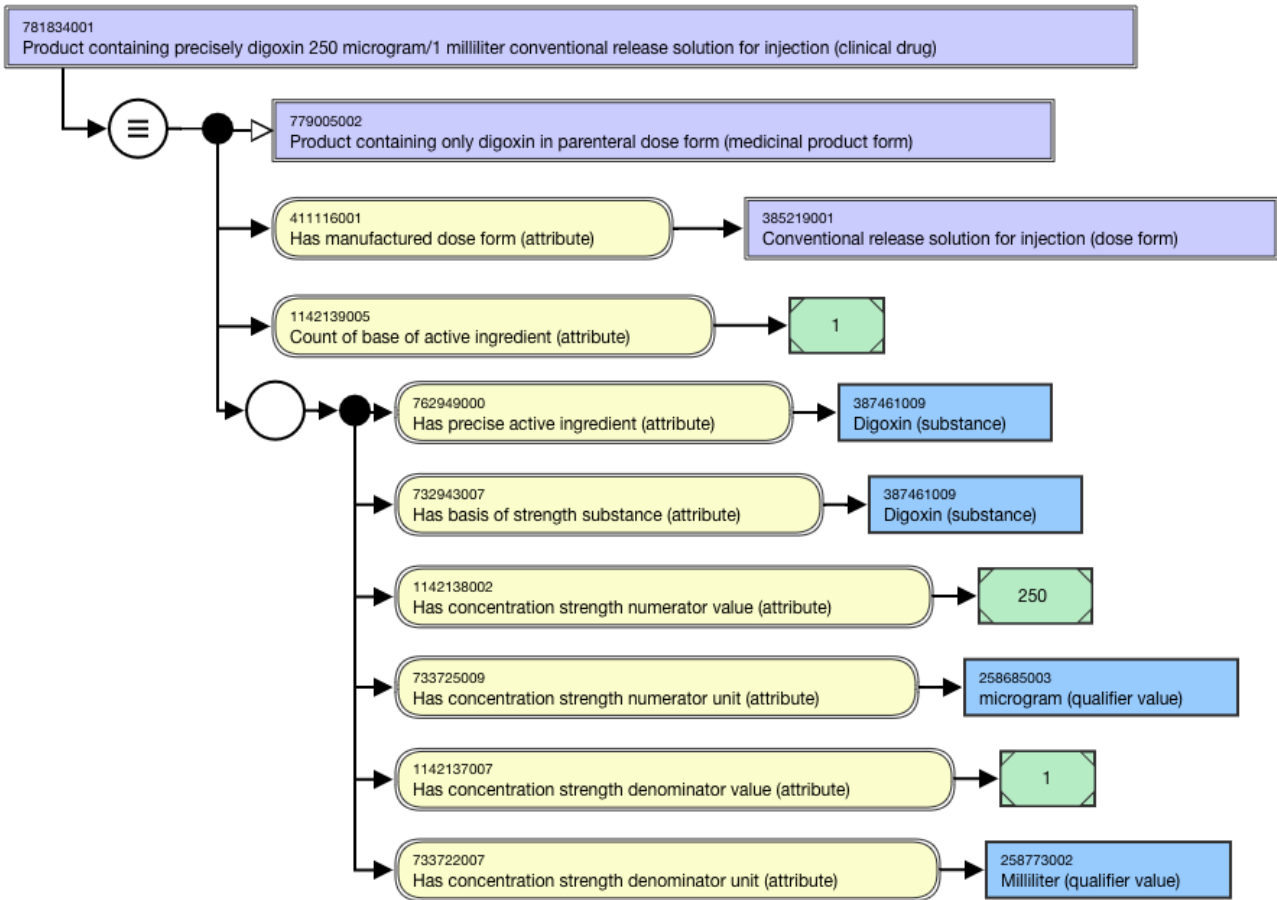 781834001
Product containing precisely digoxin 250 microgram/1 milliliter conventional release solution for injection (clinical drug)
779005002
Product containing only digoxin in parenteral dose form (medicinal product form)
411116001
Has manufactured dose form (attribute)
385219001
Conventional release solution for injection (dose form)
1142139005
Count of base of active ingredient (attribute)
1
762949000
Has precise active ingredient (attribute)
387461009
Digoxin (substance)
732943007
Has basis of strength substance (attribute)
387461009
Digoxin (substance)
1142138002
Has concentration strength numerator value (attribute)
250
733725009
Has concentration strength numerator unit (attribute)
258685003
microgram (qualifier value)
1142137007
Has concentration strength denominator value (attribute)
1
733722007
Has concentration strength denominator unit (attribute)
258773002
Milliliter (qualifier value)